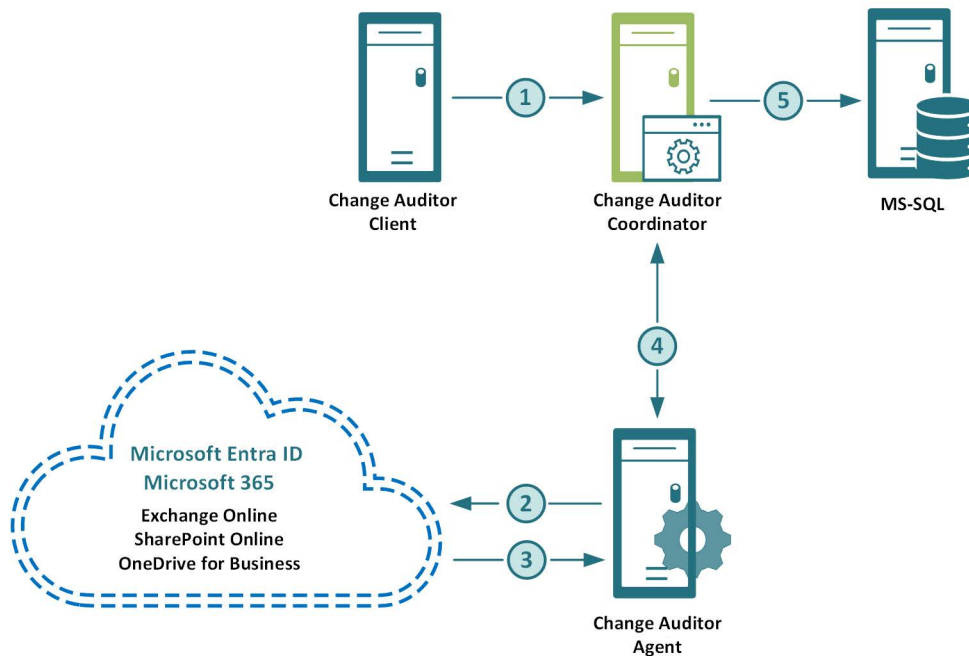 1
5
Change Auditor
Client
Change Auditor
Coordinator
MS-SQL
4
Microsoft Entra ID
Microsoft 365
Exchange Online
SharePoint Online
OneDrive for Business
2
3
Change Auditor
Agent